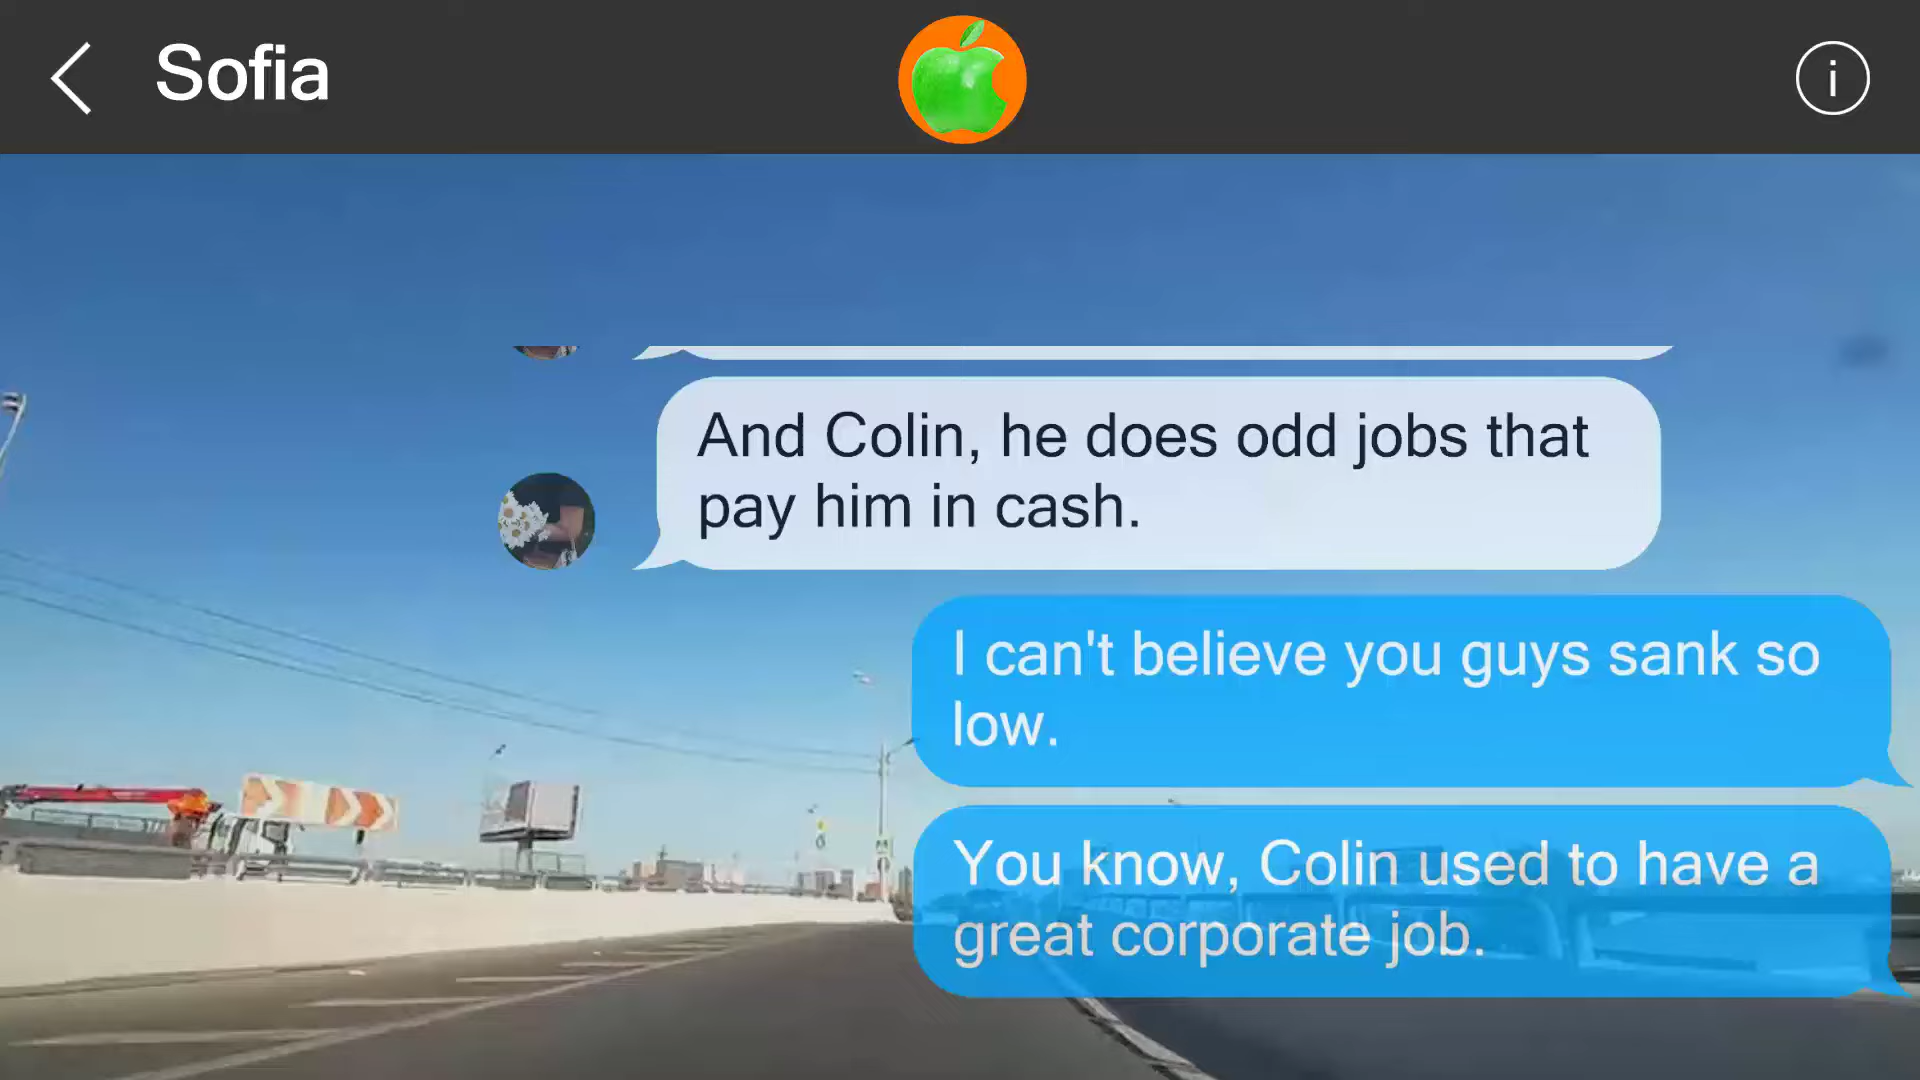 Sofia
i
And Colin, he does odd jobs that
pay him in cash.
I can't believe you guys sank so
low.
You know, Colin used to have a
great corporate job.